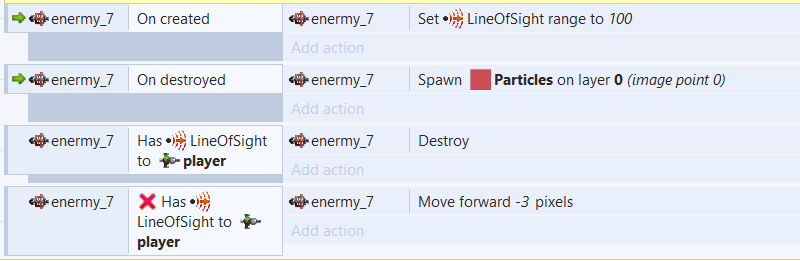 enermy_7 On created enermy_7 Set LineOfSight range to 100
Add action
enermy_7 On destroyed enermy_7 Spawn Particles on layer 0 (image point 0)
Add action
enermy_7 Has LineOfSight enermy_7 Destroy
to player
Add action
enermy_7 Has enermy_7 Move forward -3 pixels
LineOfSight to
player
Add action